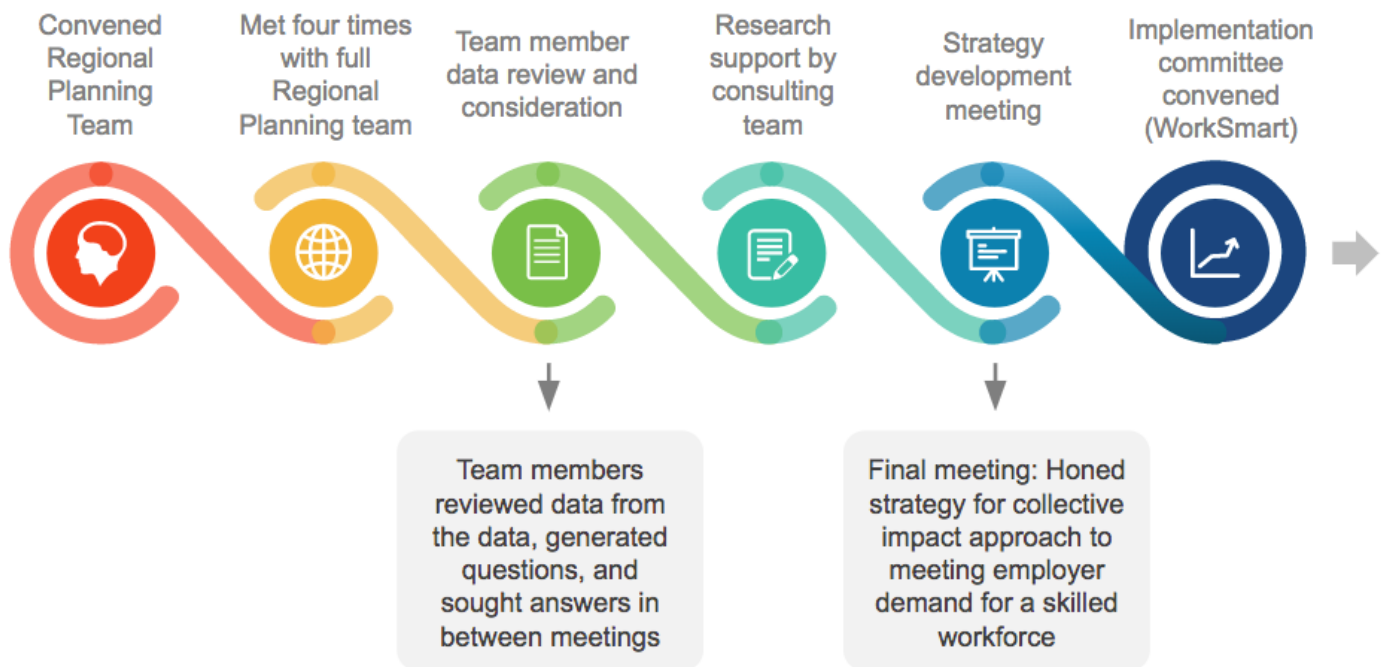 Convened
Regional
Planning
Team
Met four times
with full
Regional
Planning team
Team member
data review and
consideration
Research
support by
consulting
team
Strategy
development
meeting
Implementation
committee
convened
(WorkSmart)
Team members
reviewed data from
the data, generated
questions, and
sought answers in
between meetings
Final meeting: Honed
strategy for collective
impact approach to
meeting employer
demand for a skilled
workforce